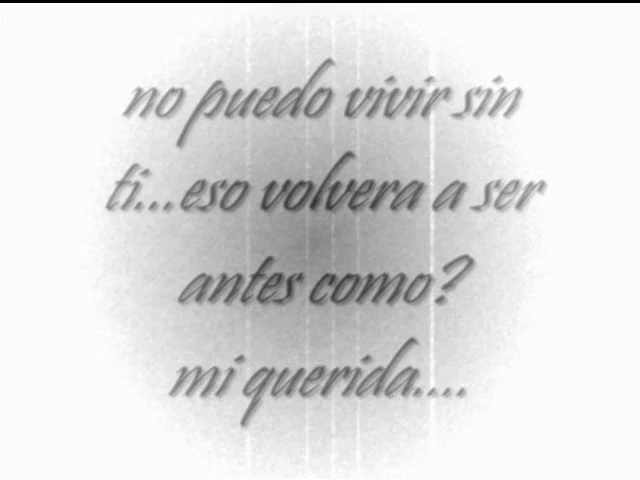 no puedo vivir sin
ti...eso volvera a ser
antes como?
mi querida....